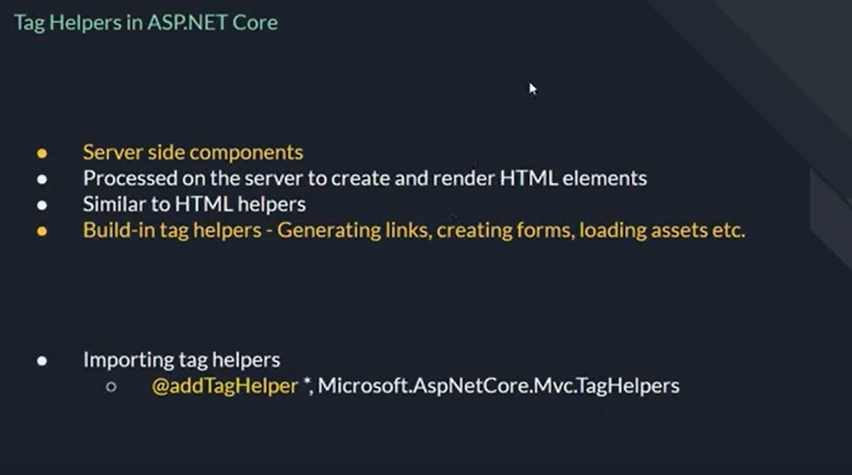 Tag Helpers in ASP.NET Core
● Server side components
● Processed on the server to create and render HTML elements
● Similar to HTML helpers
● Build-in tag helpers - Generating links, creating forms, loading assets etc.
● Importing tag helpers
○ @addTagHelper *, Microsoft.AspNetCore.Mvc.TagHelpers